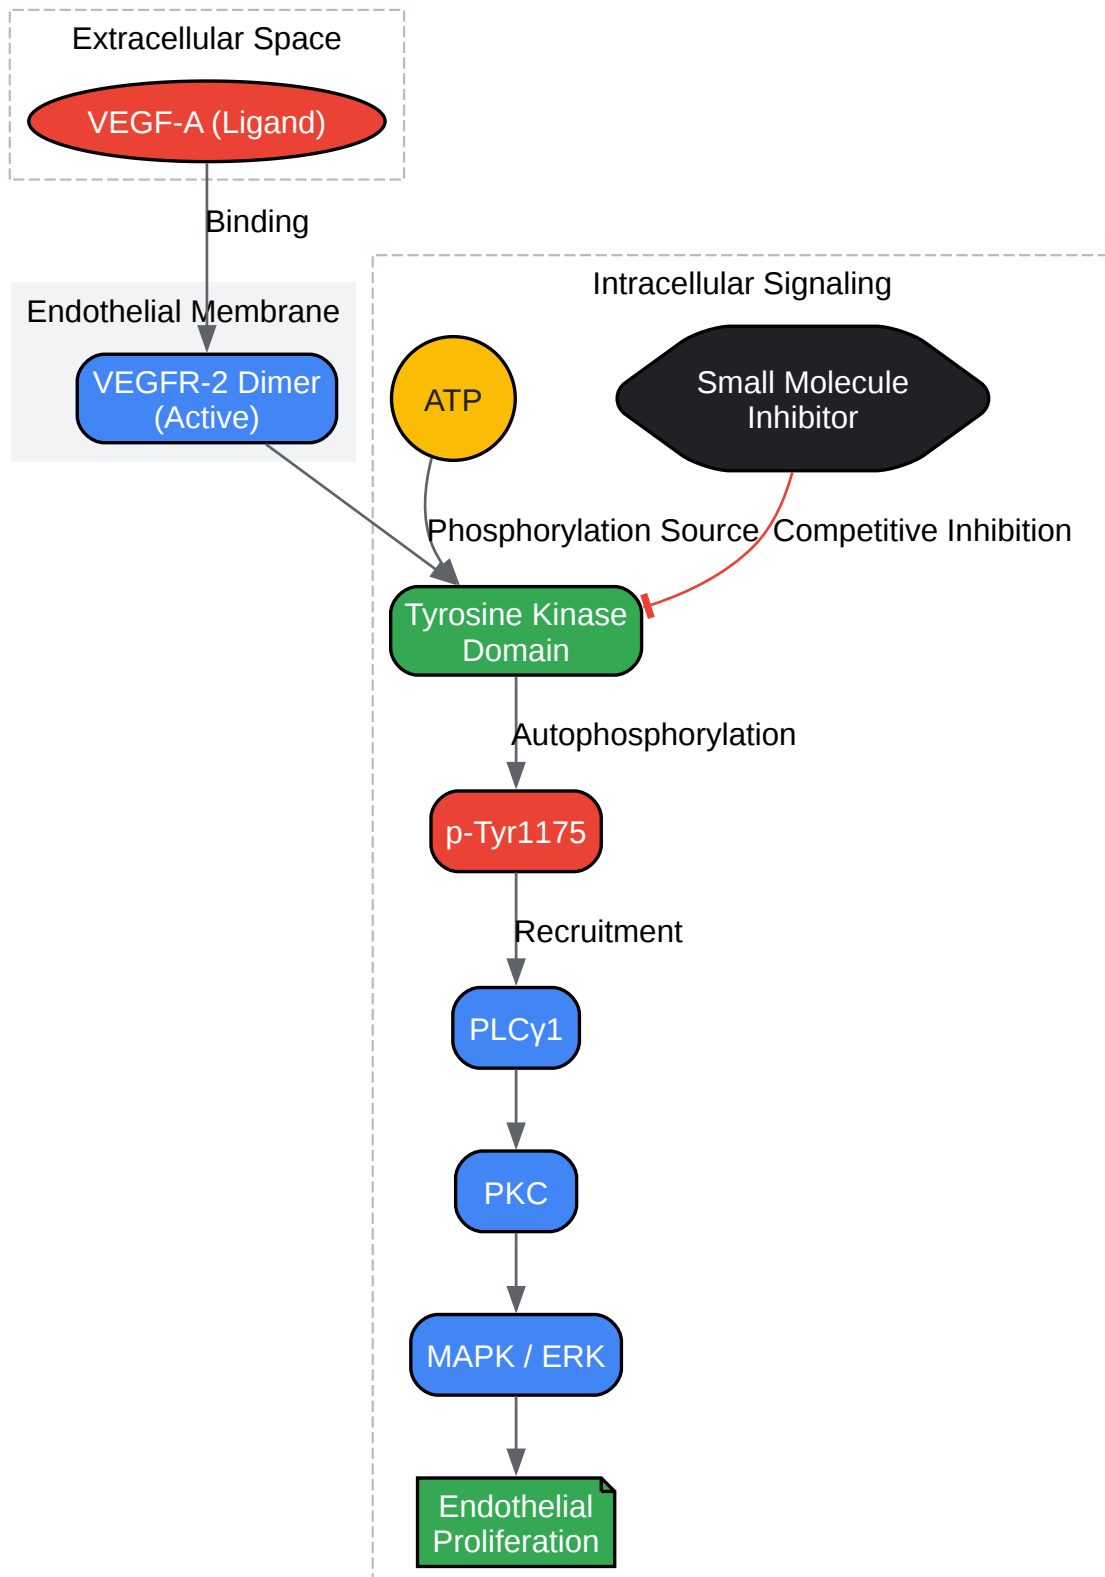 Extracellular Space
VEGF-A (Ligand)
Binding
Endothelial Membrane
VEGFR-2 Dimer
(Active)
Intracellular Signaling
ATP
Small Molecule
Inhibitor
Phosphorylation Source
Competitive Inhibition
Tyrosine Kinase
Domain
Autophosphorylation
p-Tyr1175
Recruitment
PLCγ1
PKC
MAPK / ERK
Endothelial
Proliferation